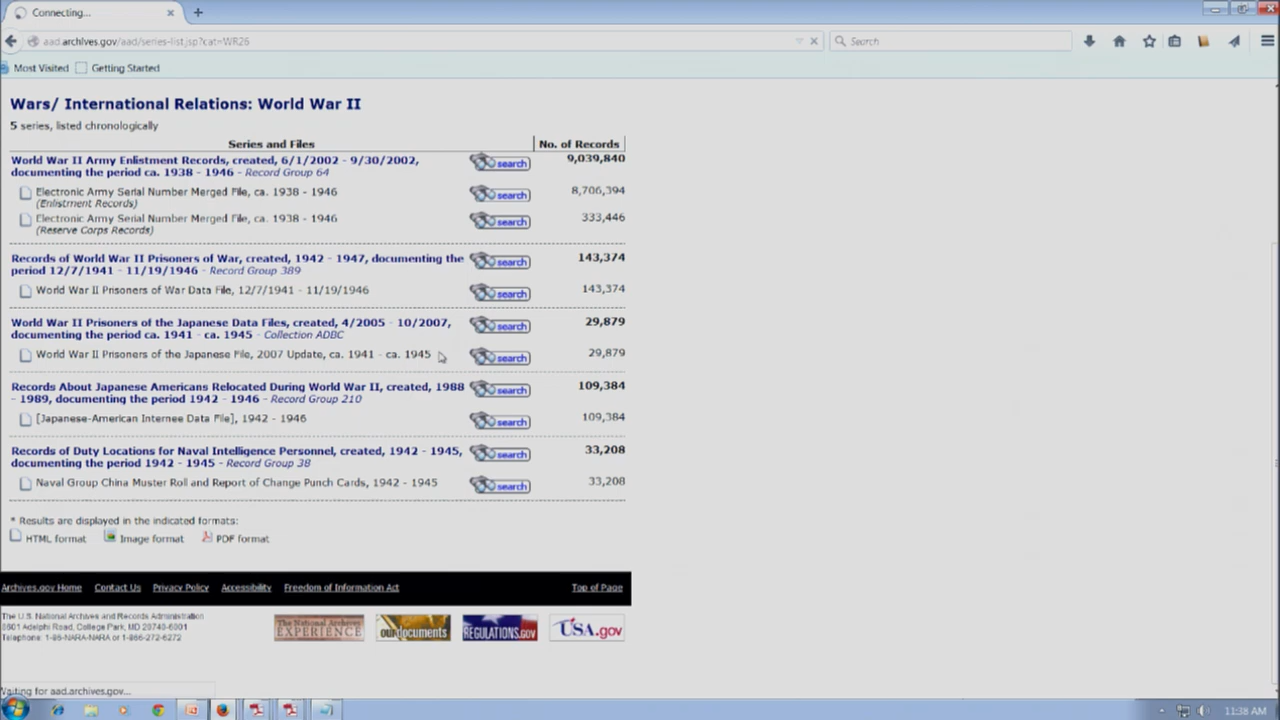 Connecting...
aad.archives.gov/aad/series-list.jsp?cat=WR26
Search
Most Visited
Getting Started
Wars/ International Relations: World War II
5 series, listed chronologically
Series and Files
No. of Records
World War II Army Enlistment Records, created, 6/1/2002 - 9/30/2002,
documenting the period ca. 1938 - 1946 - Record Group 64
search
9,039,840
Electronic Army Serial Number Merged File, ca. 1938 - 1946
(Enlistment Records)
search
8,706,394
Electronic Army Serial Number Merged File, ca. 1938 - 1946
(Reserve Corps Records)
search
333,446
Records of World War II Prisoners of War, created, 1942 - 1947, documenting the
period 12/7/1941 - 11/19/1946 - Record Group 389
search
143,374
World War II Prisoners of War Data File, 12/7/1941 - 11/19/1946
search
143,374
World War II Prisoners of the Japanese Data Files, created, 4/2005 - 10/2007,
documenting the period ca. 1941 - ca. 1945 - Collection ADBC
search
29,879
World War II Prisoners of the Japanese File, 2007 Update, ca. 1941 - ca. 1945
search
29,879
Records About Japanese Americans Relocated During World War II, created, 1988
- 1989, documenting the period 1942 - 1946 - Record Group 210
search
109,384
[Japanese-American Internee Data File], 1942 - 1946
search
109,384
Records of Duty Locations for Naval Intelligence Personnel, created, 1942 - 1945,
documenting the period 1942 - 1945 - Record Group 38
search
33,208
Naval Group China Muster Roll and Report of Change Punch Cards, 1942 - 1945
search
33,208
* Results are displayed in the indicated formats:
HTML format
Image format
PDF format
Archives.gov Home
Contact Us
Privacy Policy
Accessibility
Freedom of Information Act
Top of Page
The U.S. National Archives and Records Administration
8601 Adelphi Road, College Park, MD 20740-6001
Telephone: 1-86-NARA-NARA or 1-866-272-6272
The National Archives
EXPERIENCE
our documents
REGULATIONS.GOV
USA.gov
Waiting for aad.archives.gov...
11:38 AM